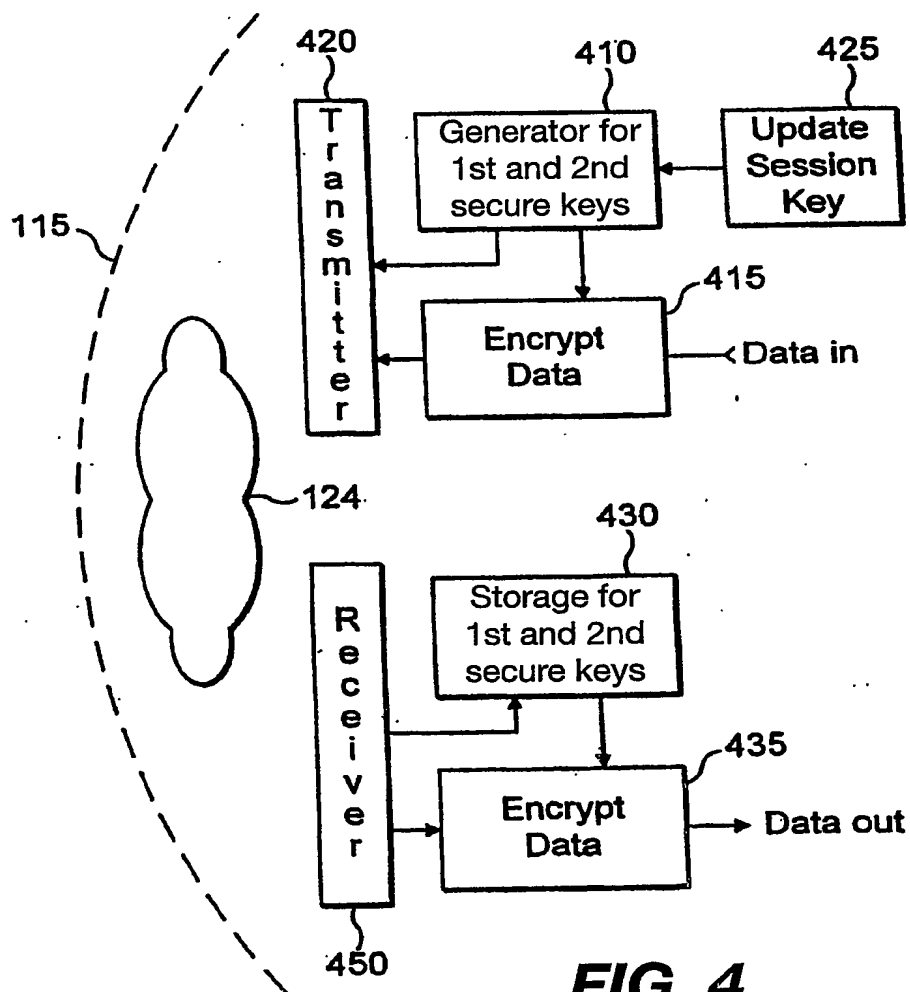 420
410
425
Transmitter
Generator for
1st and 2nd
secure keys
Update
Session
Key
115
415
Encrypt
Data
Data in
124
430
Receiver
Storage for
1st and 2nd
secure keys
435
Encrypt
Data
Data out
450
FIG. 4